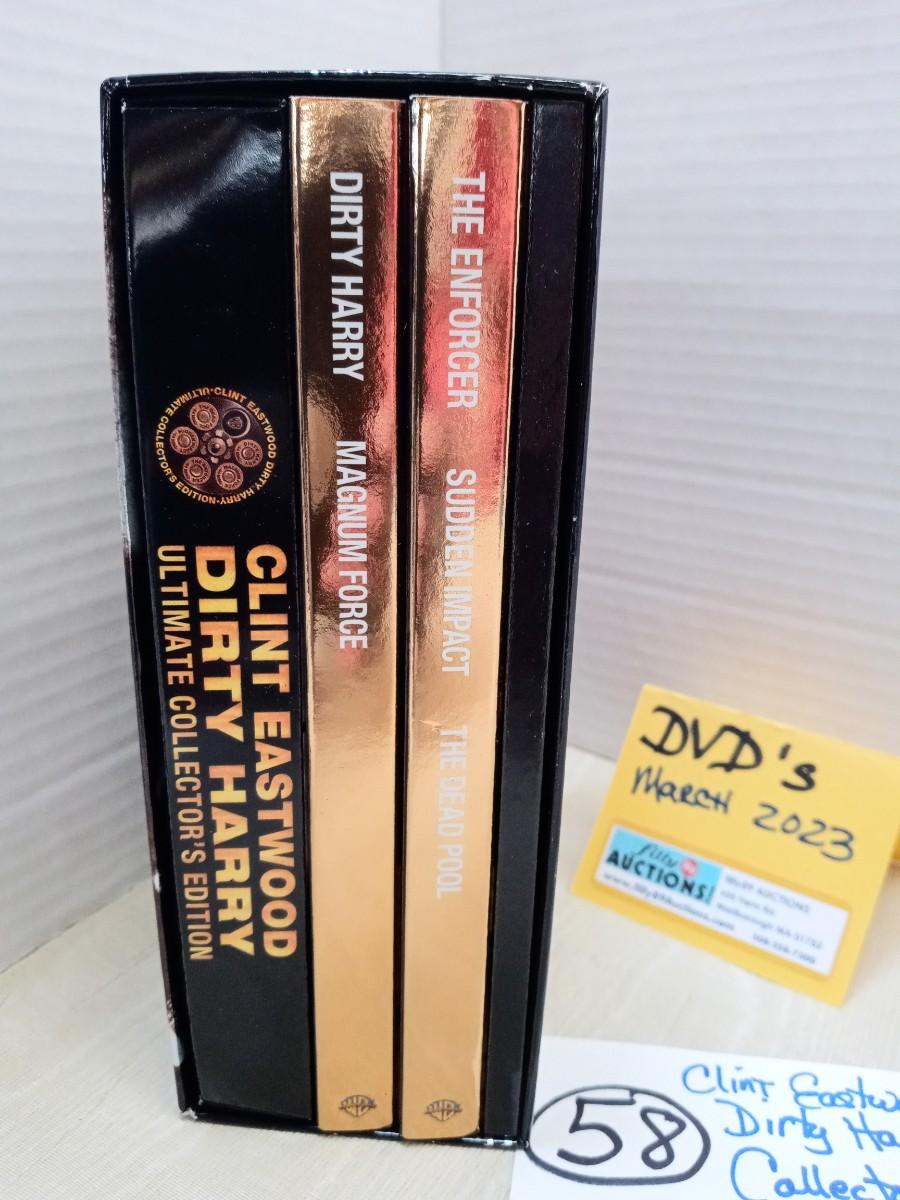 CLINT EASTWOOD DIRTY HARRY
ULTIMATE COLLECTOR'S EDITION
CLINT EASTWOOD
DIRTY HARRY
ULTIMATE COLLECTOR'S EDITION
DIRTY HARRY
MAGNUM FORCE
THE ENFORCER
SUDDEN IMPACT
THE DEAD POOL
DVD's
March 2023
AUCTIONS!
58
Clint Eastw
Dirty Ha
Collect